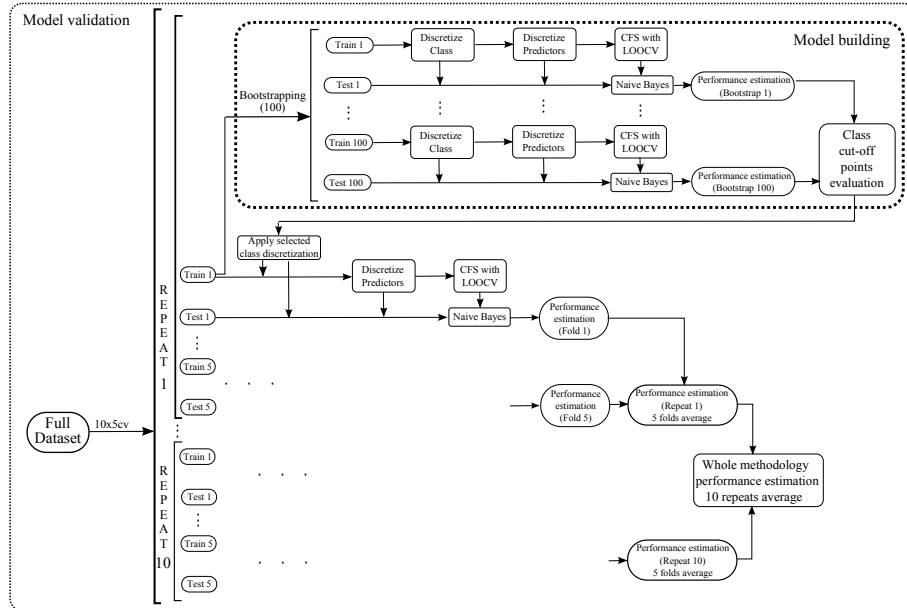 Model validation
Model building
Train 1
Discretize
Class
Discretize
Predictors
CFS with
LOOCV
Bootstrapping
(100)
Test 1
Naive Bayes
Performance estimation
(Bootstrap 1)
Train 100
Discretize
Class
Discretize
Predictors
CFS with
LOOCV
Test 100
Naive Bayes
Performance estimation
(Bootstrap 100)
Class
cut-off
points
evaluation
Apply selected
class discretization
REPEAT
1
Train 1
Discretize
Predictors
CFS with
LOOCV
Test 1
Naive Bayes
Performance
estimation
(Fold 1)
Train 5
Test 5
Performance
estimation
(Fold 5)
Performance estimation
(Repeat 1)
5 folds average
Full
Dataset
10x5cv
REPEAT
10
Train 1
Test 1
Train 5
Test 5
Whole methodology
performance estimation
10 repeats average
Performance estimation
(Repeat 10)
5 folds average